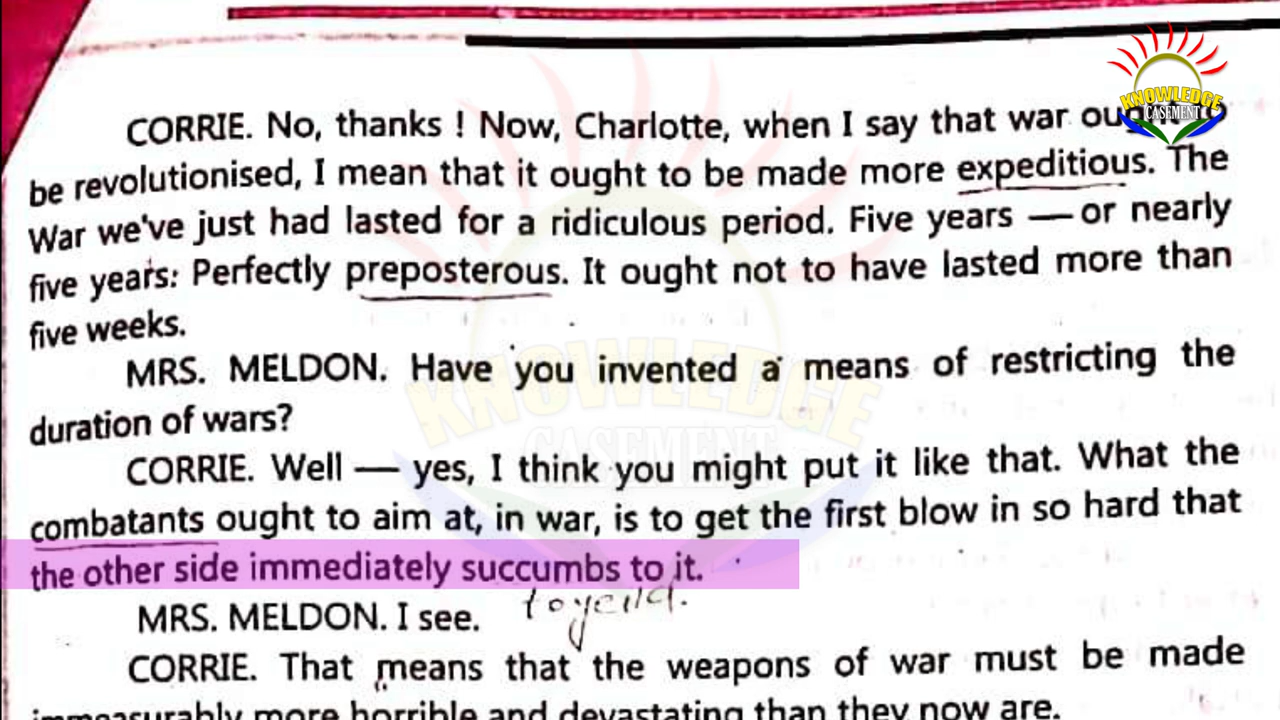 KNOWLEDGE
CASEMENT
CORRIE. No, thanks ! Now, Charlotte, when I say that war ought to
be revolutionised, I mean that it ought to be made more expeditious. The
War we've just had lasted for a ridiculous period. Five years — or nearly
five years: Perfectly preposterous. It ought not to have lasted more than
five weeks.
MRS. MELDON. Have you invented a means of restricting the
duration of wars?
KNOWLEDGE
CASEMENT
CORRIE. Well — yes, I think you might put it like that. What the
combatants ought to aim at, in war, is to get the first blow in so hard that
the other side immediately succumbs to it.
to yeild.
MRS. MELDON. I see.
CORRIE. That means that the weapons of war must be made
immeasurably more horrible and devastating than they now are.